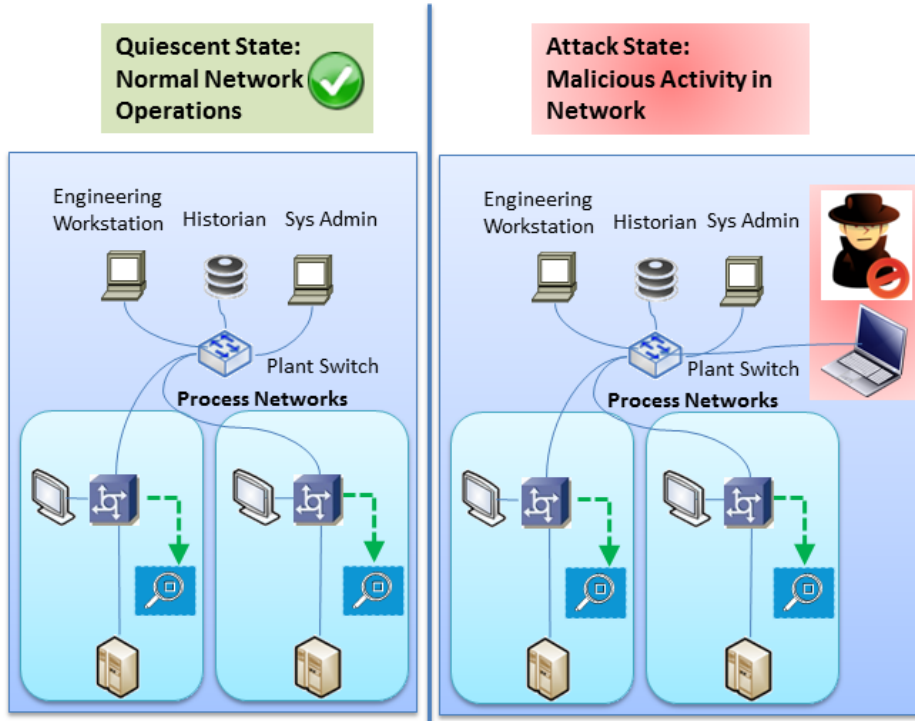 Quiescent State:
Normal Network
Operations
Engineering
Workstation
Historian
Sys Admin
Plant Switch
Process Networks
Attack State:
Malicious Activity in
Network
Engineering
Workstation
Historian
Sys Admin
Plant Switch
Process Networks